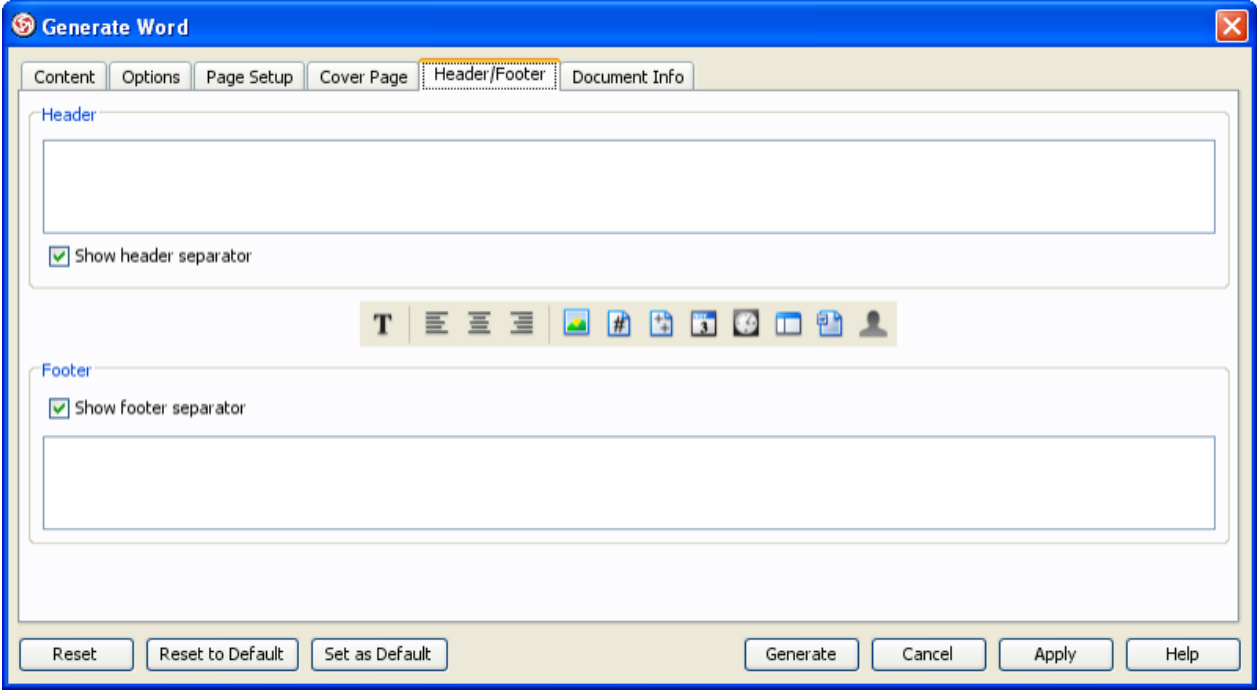 Generate Word
Content Options Page Setup Cover Page Header/Footer Document Info
Header
Show header separator
T # 3
Footer
Show footer separator
Reset Reset to Default Set as Default Generate Cancel Apply Help